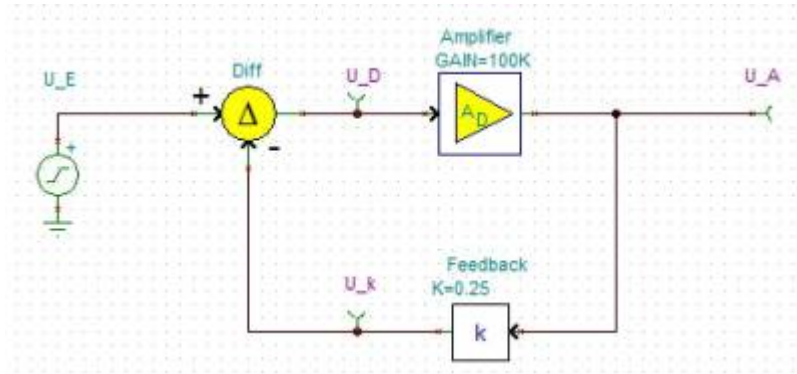 Amplifier
GAIN=100K
U_E
Diff
U_D
U_A
+
Δ
A_D
+
-
Feedback
K=0.25
U_k
k